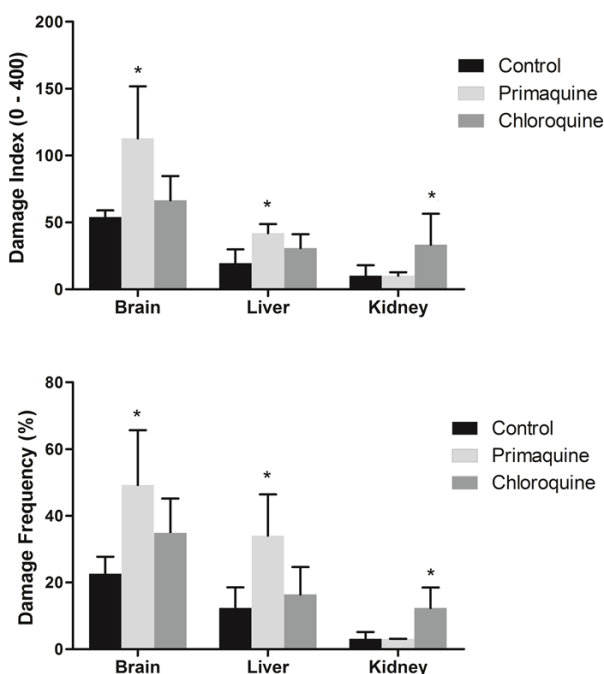 Damage Index (0 - 400)
200
150
100
50
0
*
*
*
Brain
Liver
Kidney
Control
Primaquine
Chloroquine
Damage Frequency (%)
80
60
40
20
0
*
*
*
Brain
Liver
Kidney
Control
Primaquine
Chloroquine